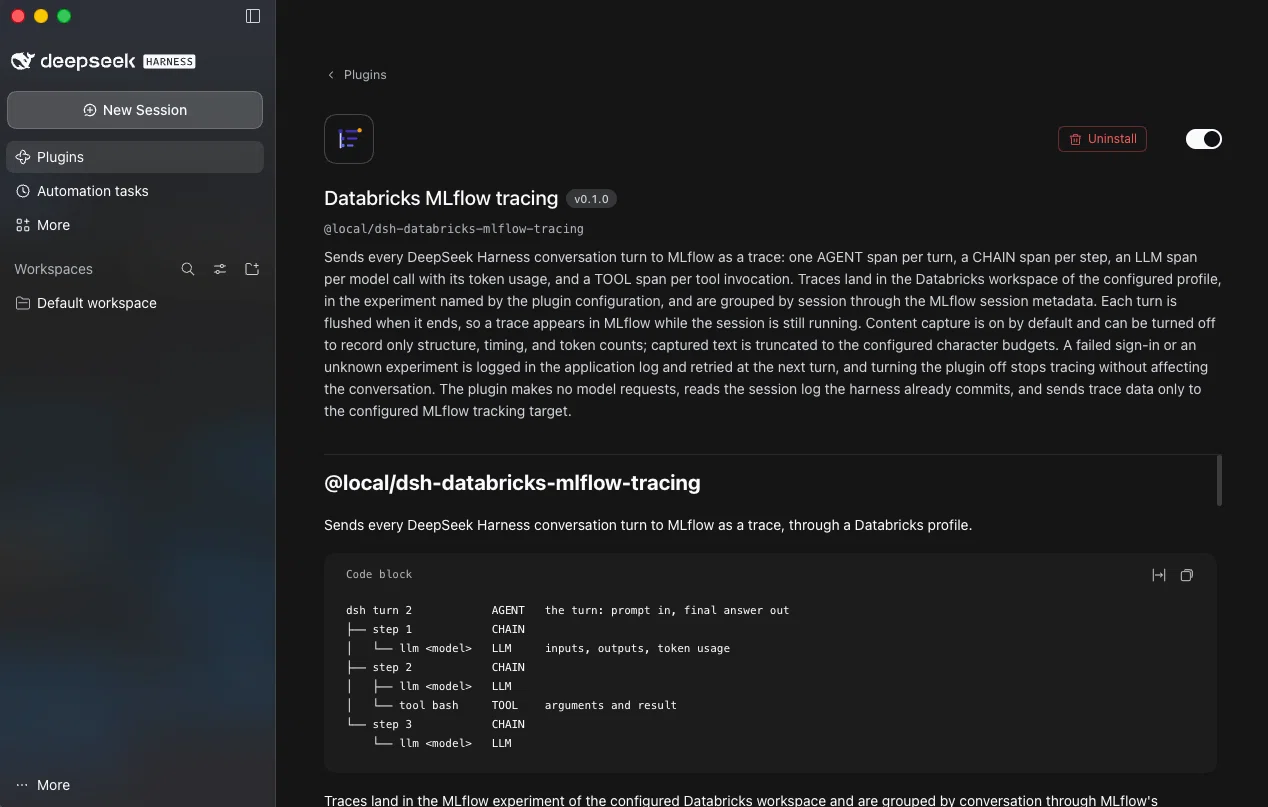 deepseek HARNESS
New Session
Plugins
Automation tasks
More
Workspaces
Default workspace
More
Plugins
Uninstall
Databricks MLflow tracing v0.1.0
@local/dsh-databricks-mlflow-tracing
Sends every DeepSeek Harness conversation turn to MLflow as a trace: one AGENT span per turn, a CHAIN span per step, an LLM span
per model call with its token usage, and a TOOL span per tool invocation. Traces land in the Databricks workspace of the configured profile,
in the experiment named by the plugin configuration, and are grouped by session through the MLflow session metadata. Each turn is
flushed when it ends, so a trace appears in MLflow while the session is still running. Content capture is on by default and can be turned off
to record only structure, timing, and token counts; captured text is truncated to the configured character budgets. A failed sign-in or an
unknown experiment is logged in the application log and retried at the next turn, and turning the plugin off stops tracing without affecting
the conversation. The plugin makes no model requests, reads the session log the harness already commits, and sends trace data only to
the configured MLflow tracking target.
@local/dsh-databricks-mlflow-tracing
Sends every DeepSeek Harness conversation turn to MLflow as a trace, through a Databricks profile.
Code block
dsh turn 2            AGENT   the turn: prompt in, final answer out
├── step 1            CHAIN
│   └── llm <model>   LLM     inputs, outputs, token usage
├── step 2            CHAIN
│   ├── llm <model>   LLM
│   └── tool bash     TOOL    arguments and result
└── step 3            CHAIN
    └── llm <model>   LLM
Traces land in the MLflow experiment of the configured Databricks workspace and are grouped by conversation through MLflow's